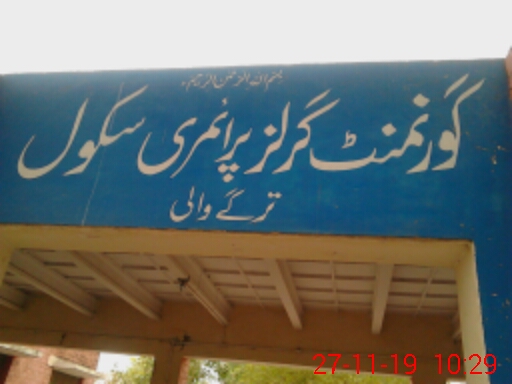 بسم اللہ الرحمن الرحیم
گورنمنٹ گرلز پرائمری سکول
ترگے والی
27-11-19 10:29